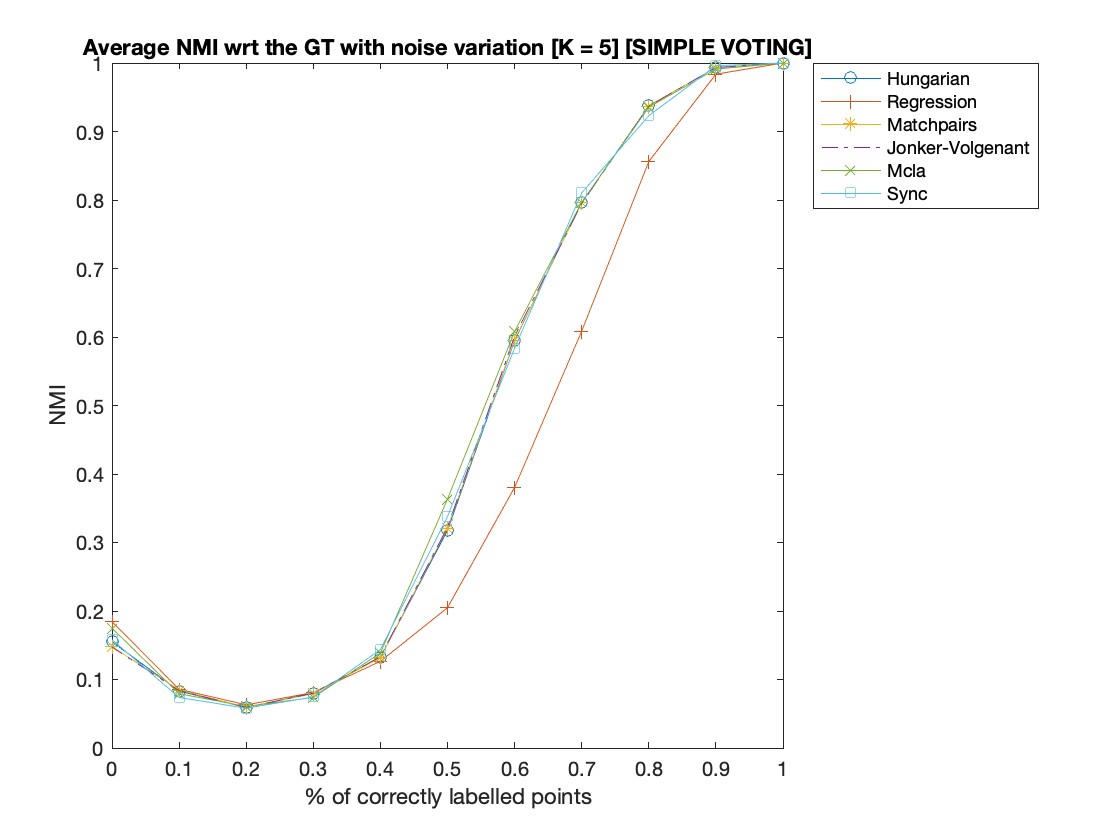 Average NMI wrt the GT with noise variation [K = 5] [SIMPLE VOTING]
1
0.9
0.8
0.7
0.6
0.5
0.4
0.3
0.2
0.1
0
NMI
0 0.1 0.2 0.3 0.4 0.5 0.6 0.7 0.8 0.9 1
% of correctly labelled points
Hungarian
Regression
Matchpairs
Jonker-Volgenant
Mcla
Sync